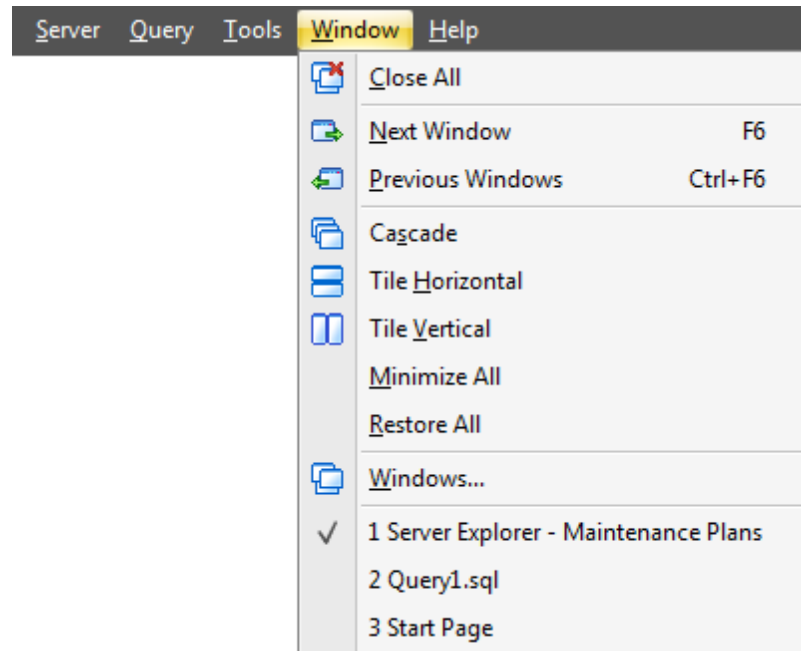 Server Query Tools Window Help
Close All
Next Window F6
Previous Windows Ctrl+F6
Cascade
Tile Horizontal
Tile Vertical
Minimize All
Restore All
Windows...
1 Server Explorer - Maintenance Plans
2 Query1.sql
3 Start Page